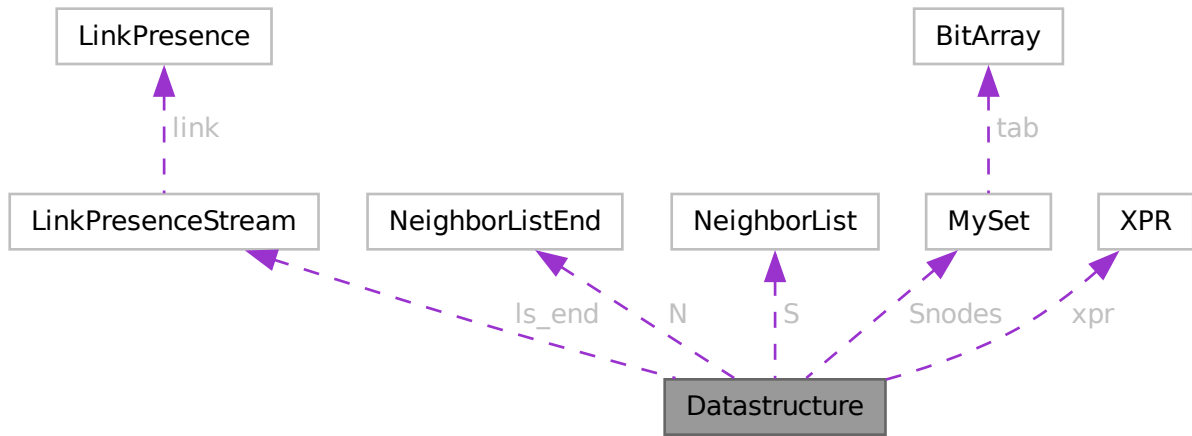 LinkPresence
BitArray
link
tab
LinkPresenceStream
NeighborListEnd
NeighborList
MySet
XPR
ls_end
N
S
Snodes
xpr
Datastructure